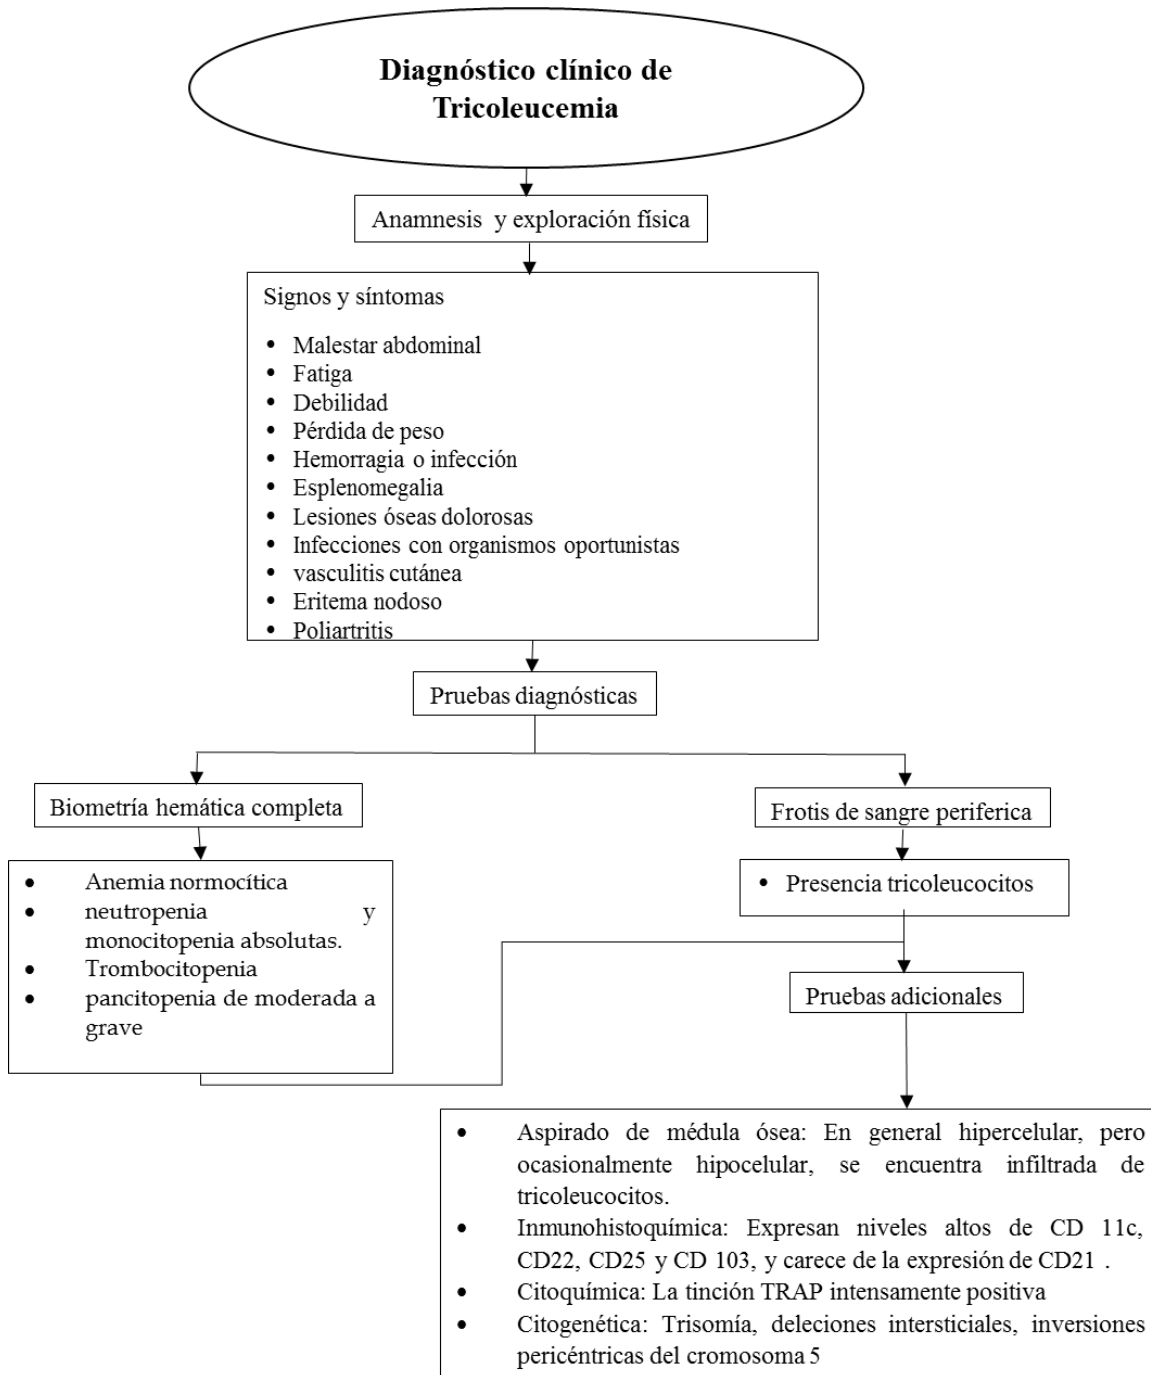 Diagnóstico clínico de
Tricoleucemia
Anamnesis y exploración física
Signos y síntomas
• Malestar abdominal
• Fatiga
• Debilidad
• Pérdida de peso
• Hemorragia o infección
• Esplenomegalia
• Lesiones óseas dolorosas
• Infecciones con organismos oportunistas
• vasculitis cutánea
• Eritema nodoso
• Poliartritis
Pruebas diagnósticas
Biometría hemática completa
• Anemia normocítica
• neutropenia y
monocitopenia absolutas.
• Trombocitopenia
• pancitopenia de moderada a
grave
Frotis de sangre periferica
• Presencia tricoleucocitos
Pruebas adicionales
• Aspirado de médula ósea: En general hipercelular, pero
ocasionalmente hipocelular, se encuentra infiltrada de
tricoleucocitos.
• Inmunohistoquímica: Expresan niveles altos de CD 11c,
CD22, CD25 y CD 103, y carece de la expresión de CD21 .
• Citoquímica: La tinción TRAP intensamente positiva
• Citogenética: Trisomía, deleciones intersticiales, inversiones
pericéntricas del cromosoma 5